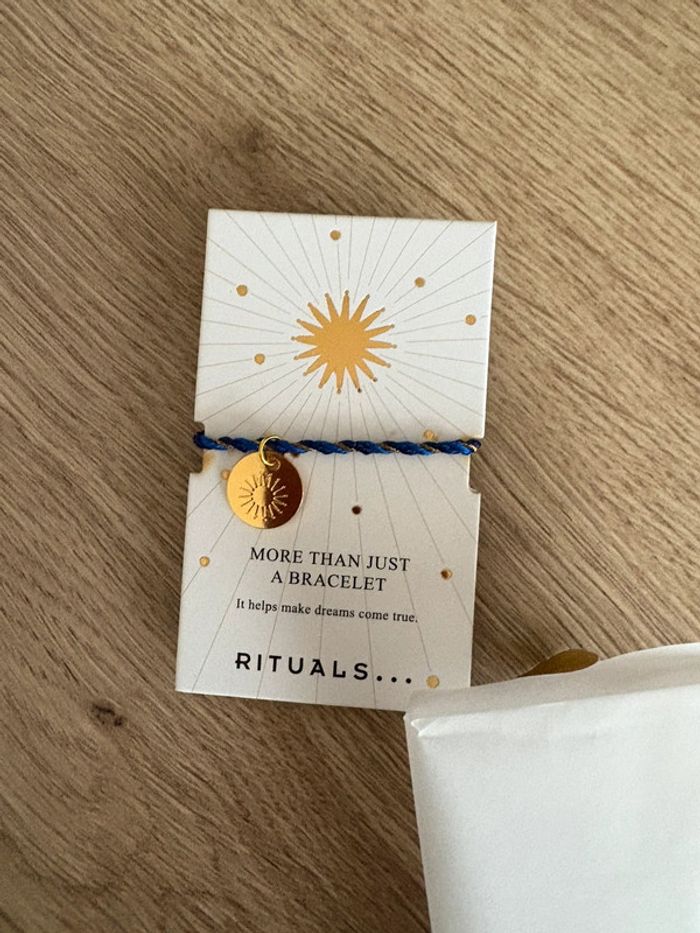 MORE THAN JUST
A BRACELET
It helps make dreams come true.
RITUALS...